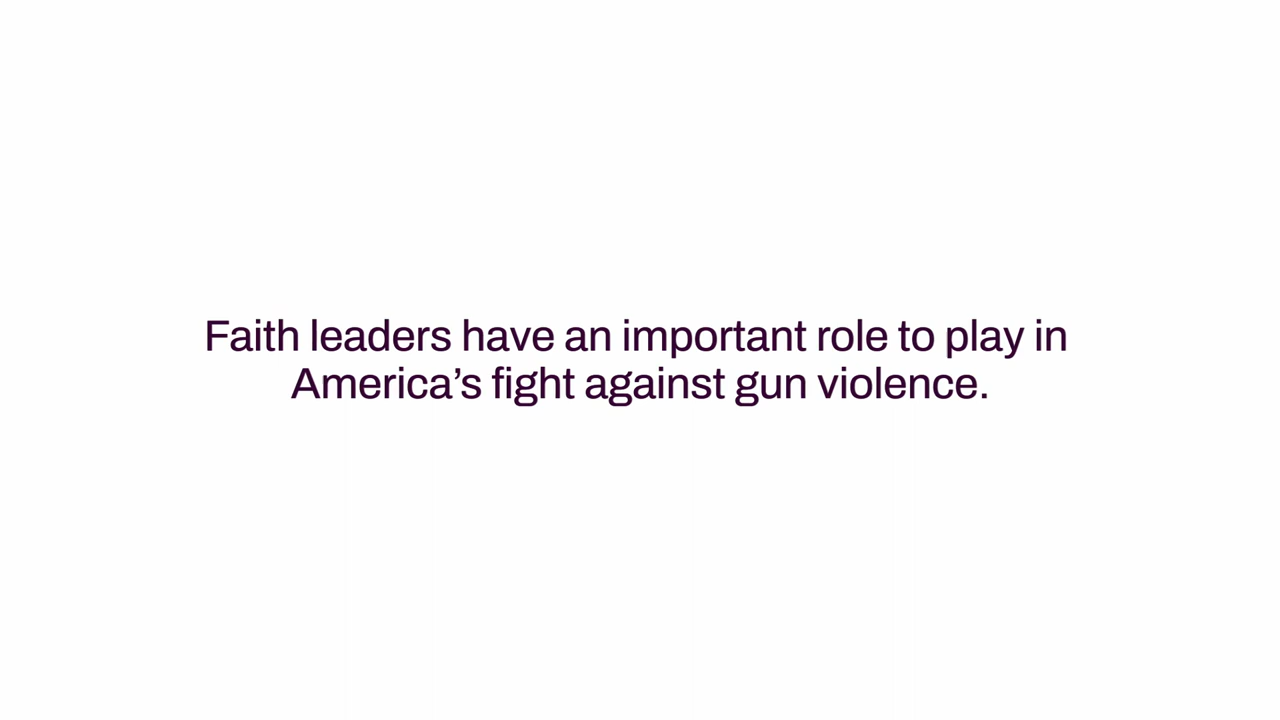 Faith leaders have an important role to play in
America’s fight against gun violence.